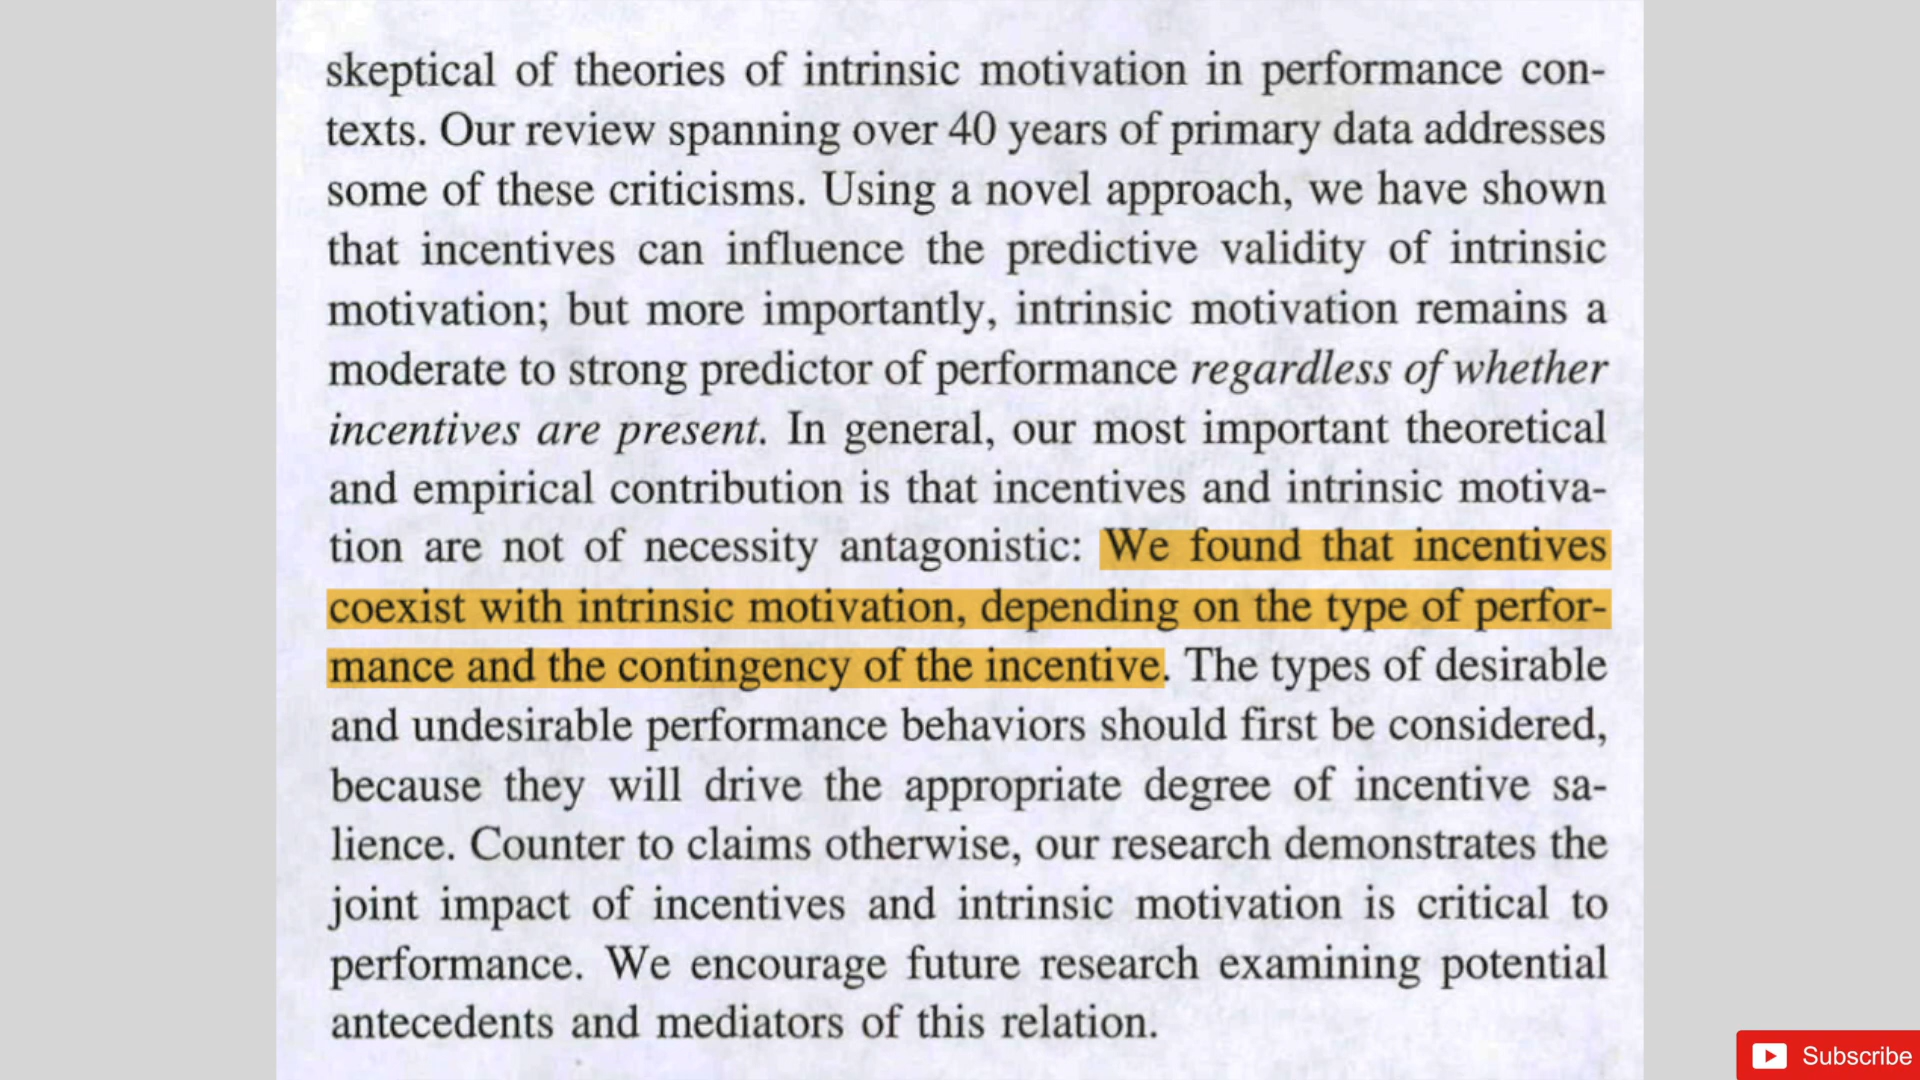 skeptical of theories of intrinsic motivation in performance con-
texts. Our review spanning over 40 years of primary data addresses
some of these criticisms. Using a novel approach, we have shown
that incentives can influence the predictive validity of intrinsic
motivation; but more importantly, intrinsic motivation remains a
moderate to strong predictor of performance regardless of whether
incentives are present. In general, our most important theoretical
and empirical contribution is that incentives and intrinsic motiva-
tion are not of necessity antagonistic: We found that incentives
coexist with intrinsic motivation, depending on the type of perfor-
mance and the contingency of the incentive. The types of desirable
and undesirable performance behaviors should first be considered,
because they will drive the appropriate degree of incentive sa-
lience. Counter to claims otherwise, our research demonstrates the
joint impact of incentives and intrinsic motivation is critical to
performance. We encourage future research examining potential
antecedents and mediators of this relation.
Subscribe